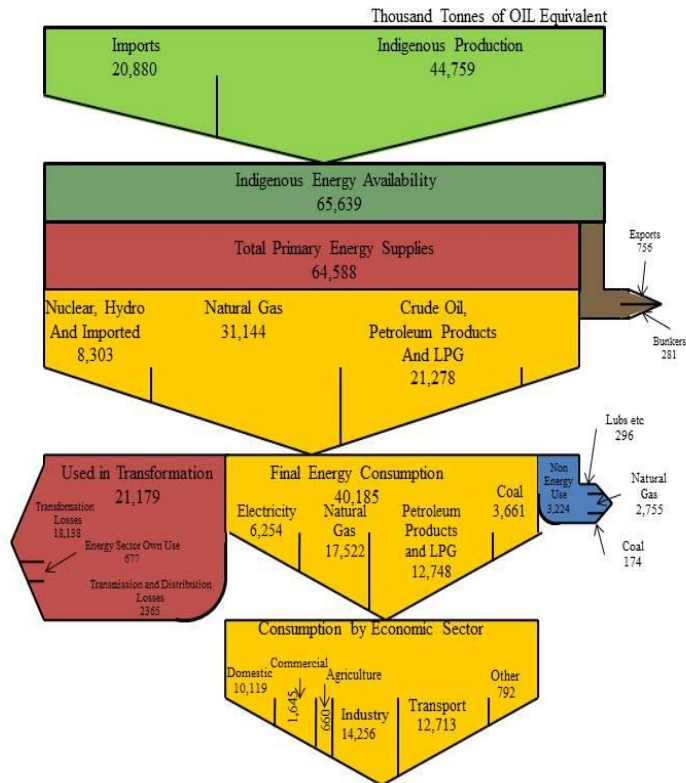 Thousand Tonnes of OIL Equivalent
Imports
20,880
Indigenous Production
44,759
Indigenous Energy Availability
65,639
Total Primary Energy Supplies
64,588
Exports
756
Bunkers
281
Nuclear, Hydro
And Imported
8,303
Natural Gas
31,144
Crude Oil,
Petroleum Products
And LPG
21,278
Used in Transformation
21,179
Transformation
Losses
18,138
Energy Sector Own Use
677
Transmission and Distribution
Losses
2365
Final Energy Consumption
40,185
Electricity
6,254
Natural
Gas
17,522
Petroleum
Products
and LPG
12,748
Coal
3,661
Non
Energy
Use
3,224
Lubs etc
296
Natural
Gas
2,755
Coal
174
Consumption by Economic Sector
Domestic
10,119
Commercial
1,645
Agriculture
660
Industry
14,256
Transport
12,713
Other
792